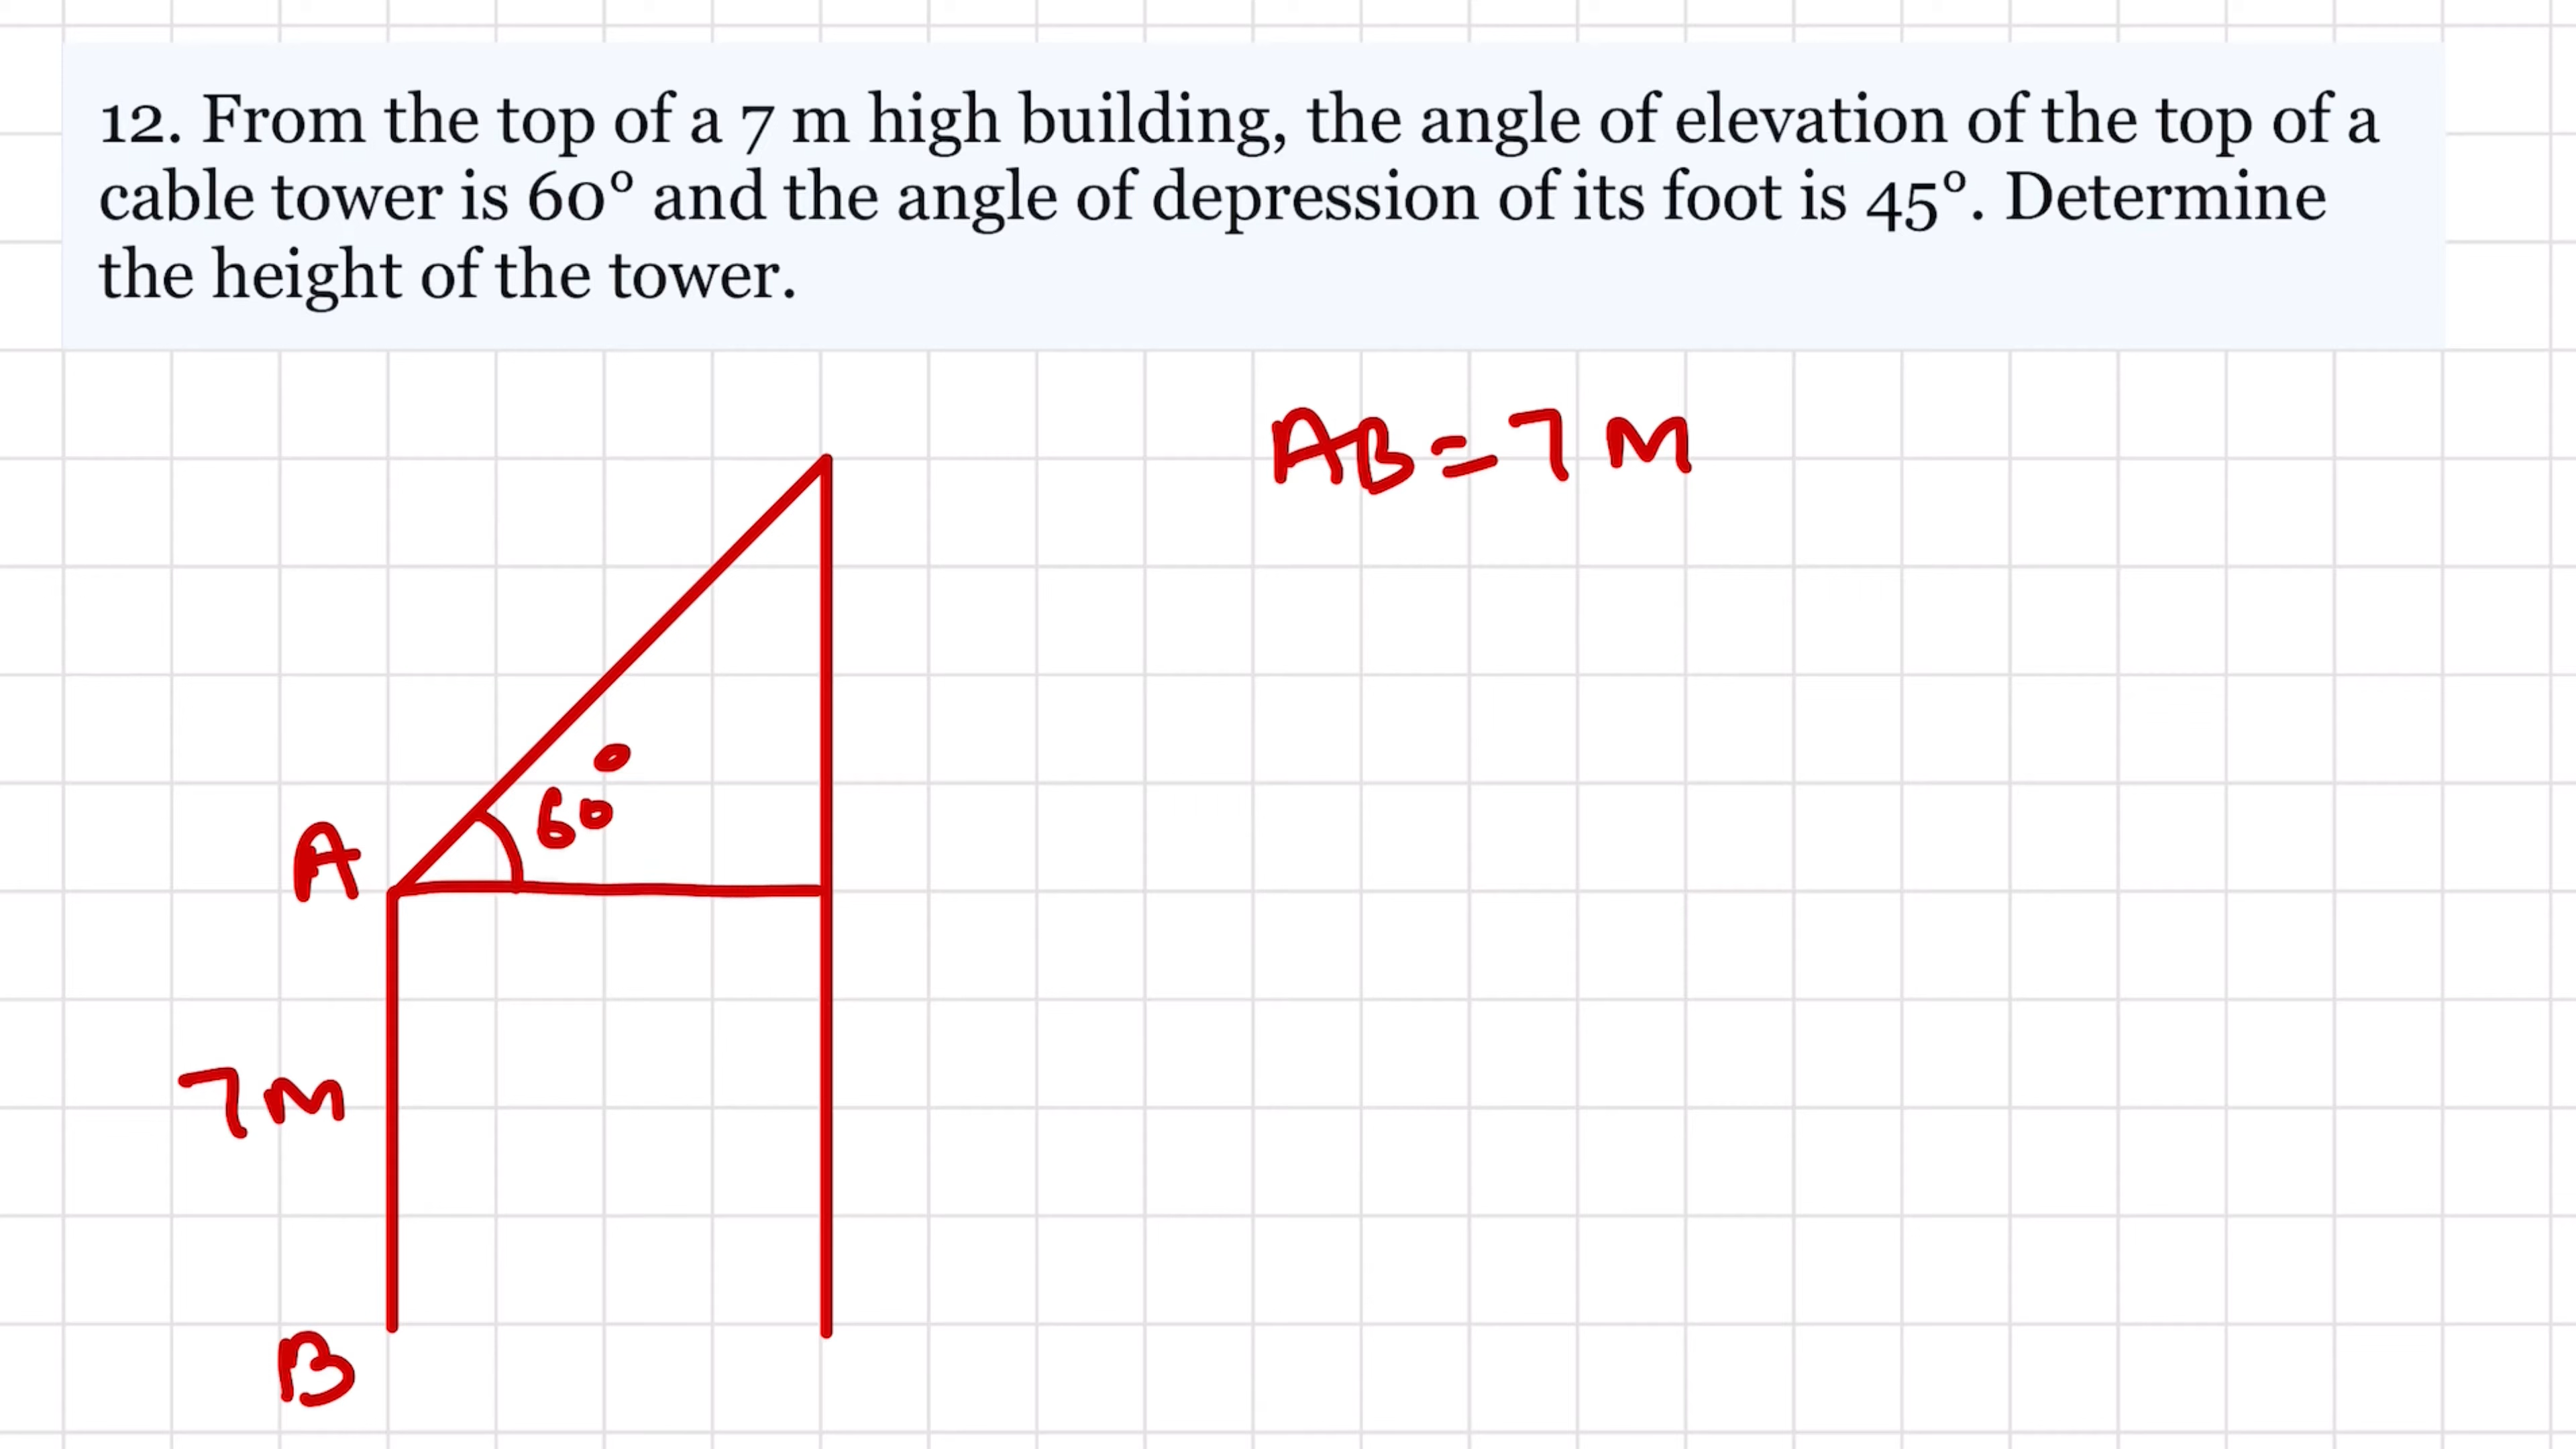 12. From the top of a 7 m high building, the angle of elevation of the top of a
cable tower is 60° and the angle of depression of its foot is 45°. Determine
the height of the tower.
AB = 7 M
60°
A
7 M
B